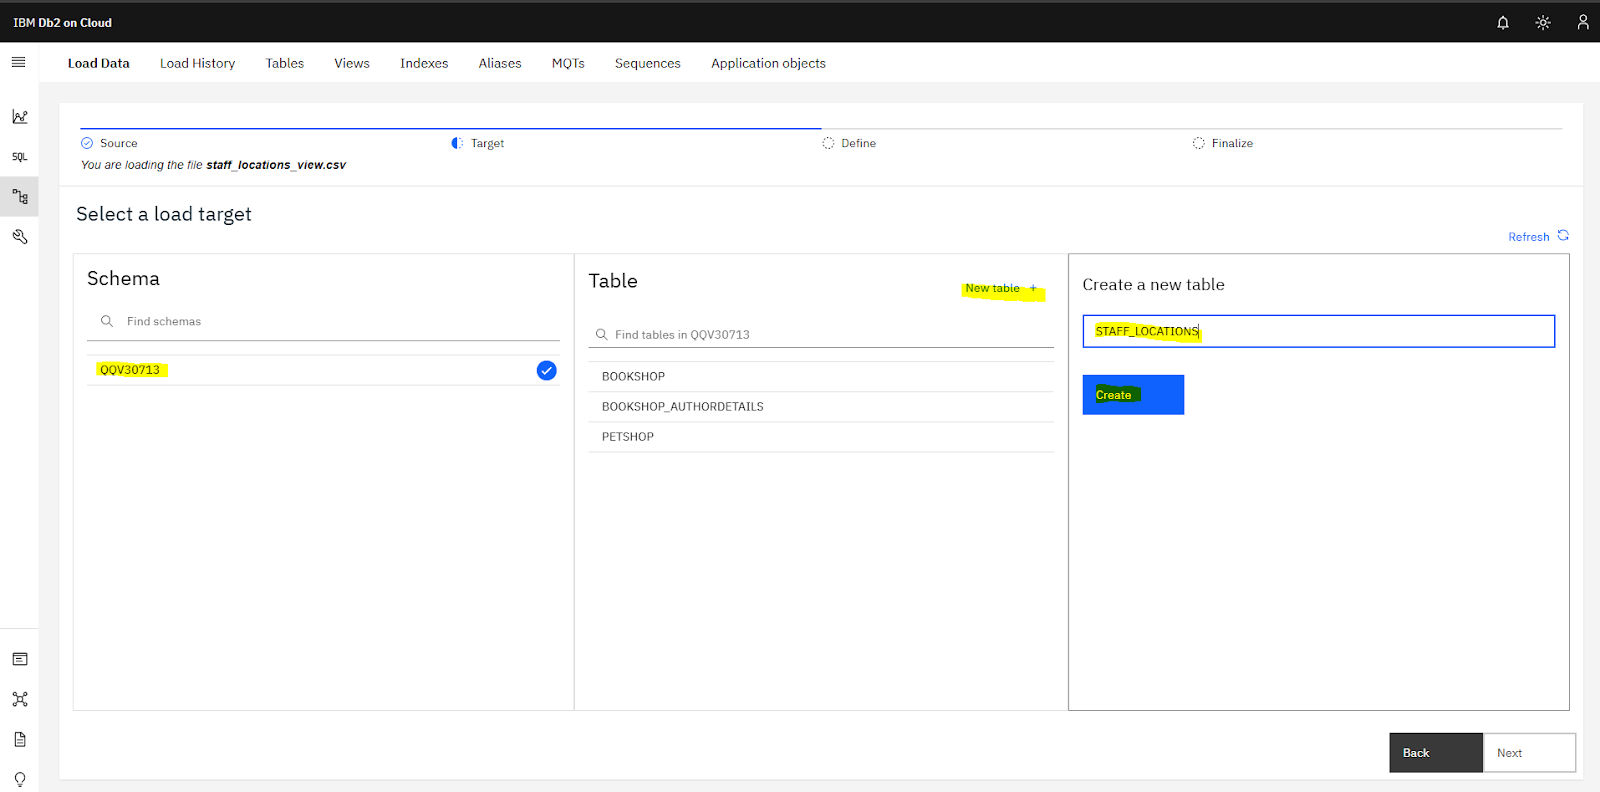 IBM Db2 on Cloud
Load Data Load History Tables Views Indexes Aliases MQTs Sequences Application objects
SQL
Source Target Define Finalize
You are loading the file staff_locations_view.csv
Select a load target
Refresh
Schema
Find schemas
QQV30713
Table
New table +
Find tables in QQV30713
BOOKSHOP
BOOKSHOP_AUTHORDETAILS
PETSHOP
Create a new table
STAFF_LOCATIONS
Create
Back Next